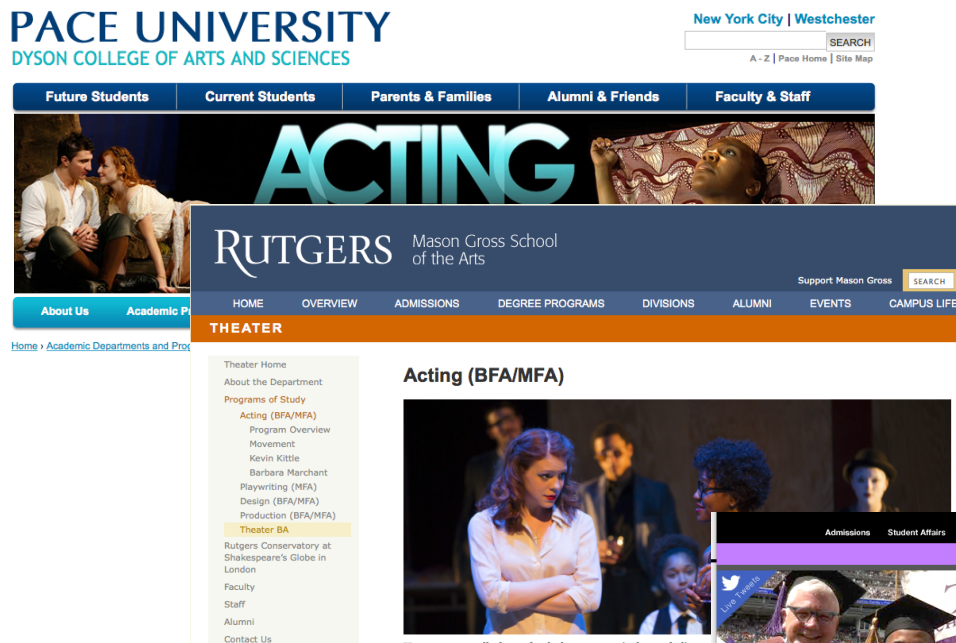 PACE UNIVERSITY
DYSON COLLEGE OF ARTS AND SCIENCES
New York City | Westchester
SEARCH
A - Z | Pace Home | Site Map
Future Students
Current Students
Parents & Families
Alumni & Friends
Faculty & Staff
ACTING
About Us
Academic
Home › Academic Departments and
RUTGERS
Mason Gross School
of the Arts
Support Mason Gross
SEARCH
HOME
OVERVIEW
ADMISSIONS
DEGREE PROGRAMS
DIVISIONS
ALUMNI
EVENTS
CAMPUS LIFE
THEATER
Theater Home
About the Department
Programs of Study
Acting (BFA/MFA)
Program Overview
Movement
Kevin Kittle
Barbara Marchant
Playwriting (MFA)
Design (BFA/MFA)
Production (BFA/MFA)
Theater BA
Rutgers Conservatory at
Shakespeare's Globe in
London
Faculty
Staff
Alumni
Contact Us
Acting (BFA/MFA)
Admissions
Student Affairs
Live Tweets